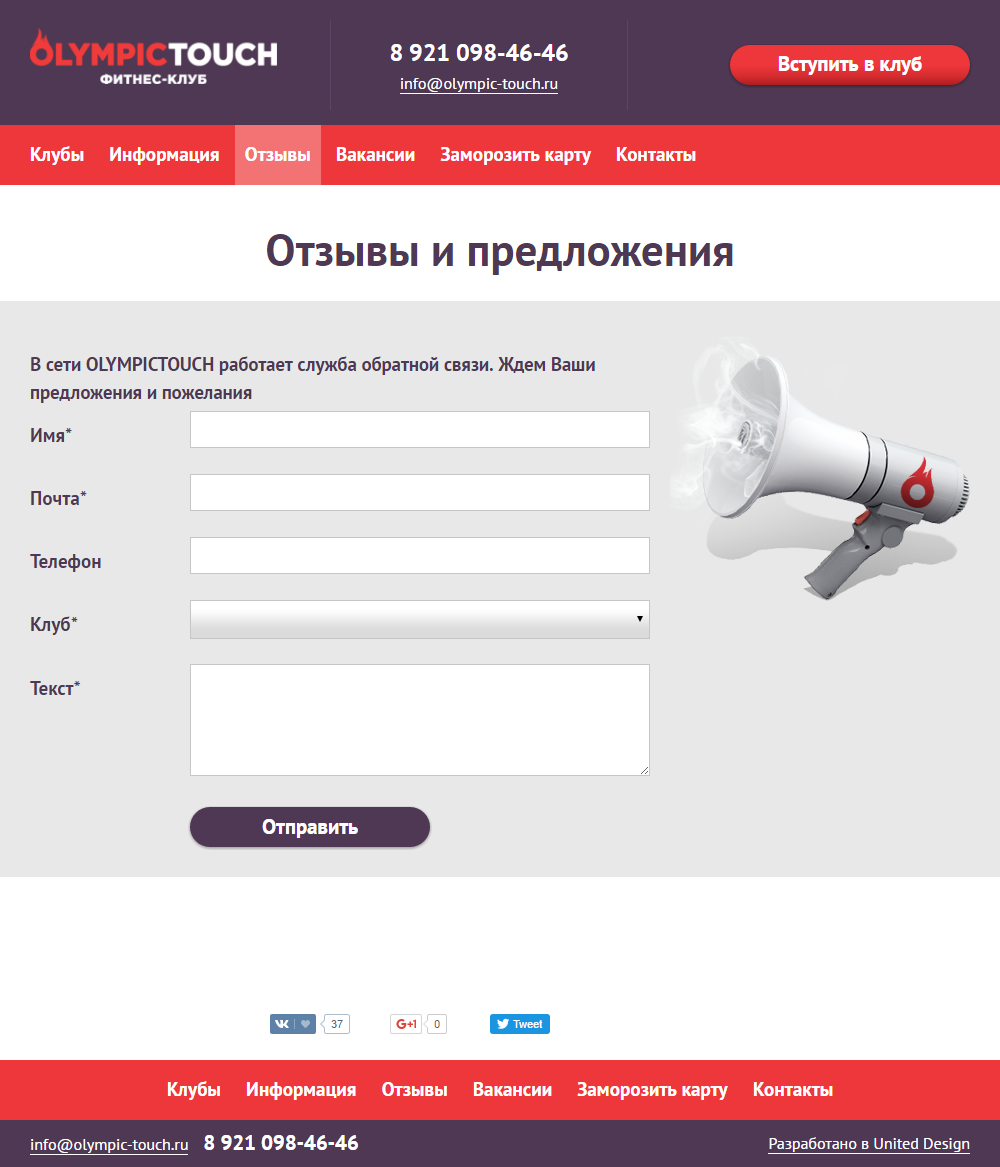 OLYMPICTOUCH
ФИТНЕС-КЛУБ
8 921 098-46-46
info@olympic-touch.ru
Вступить в клуб
Клубы Информация Отзывы Вакансии Заморозить карту Контакты
Отзывы и предложения
В сети OLYMPICTOUCH работает служба обратной связи. Ждем Ваши
предложения и пожелания
Имя*
Почта*
Телефон
Клуб*
Текст*
Отправить
37 G+1 0 Tweet
Клубы Информация Отзывы Вакансии Заморозить карту Контакты
info@olympic-touch.ru 8 921 098-46-46 Разработано в United Design